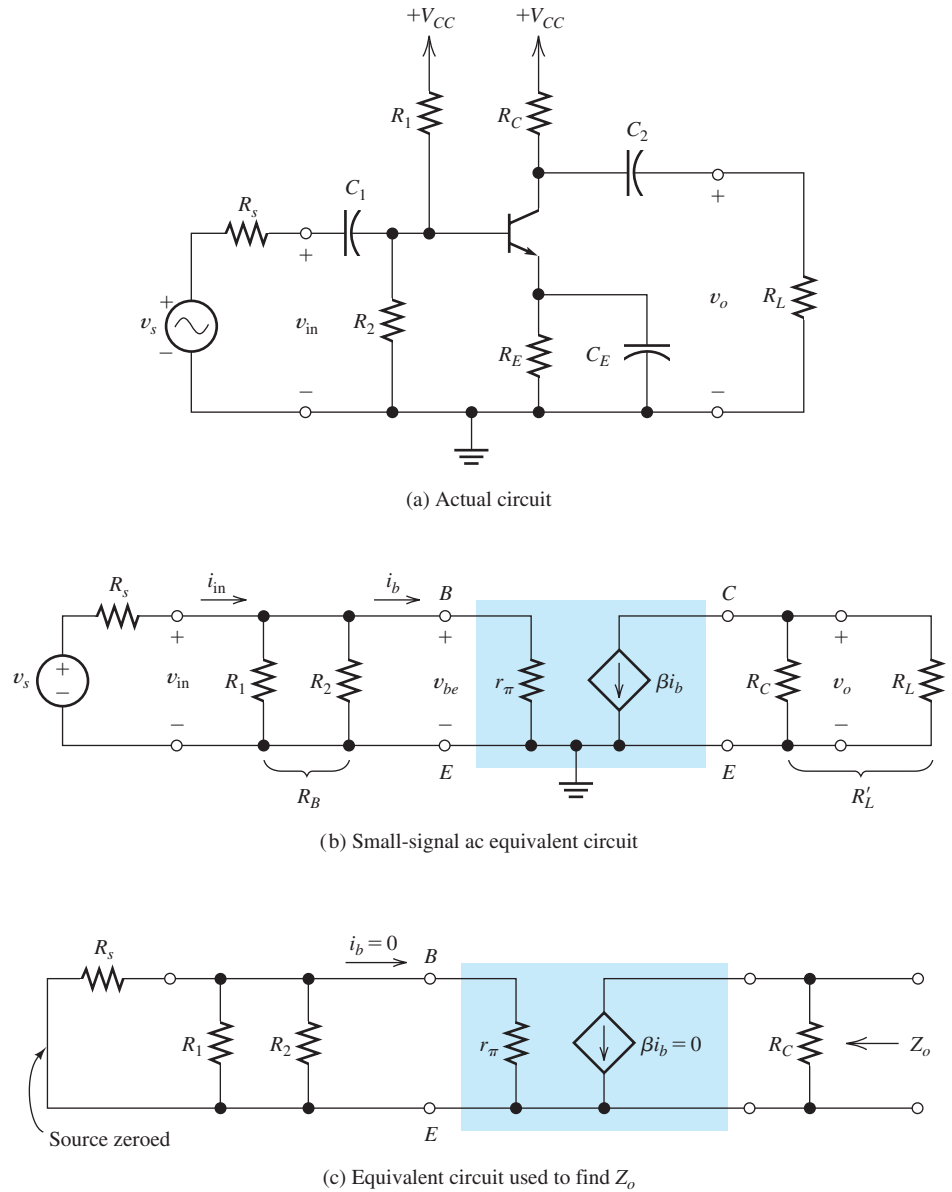 +V_CC +V_CC
R_1 R_C
C_2
C_1
R_s
+
+ +
v_s v_in R_2 R_E C_E v_o R_L
−
− −
(a) Actual circuit
R_s i_in i_b B C
+ + +
v_s + − v_in R_1 R_2 v_be r_π βi_b R_C v_o R_L
− − −
E E
R_B R′_L
(b) Small-signal ac equivalent circuit
R_s i_b = 0 B
R_1 R_2 r_π βi_b = 0 R_C Z_o
E
Source zeroed
(c) Equivalent circuit used to find Z_o